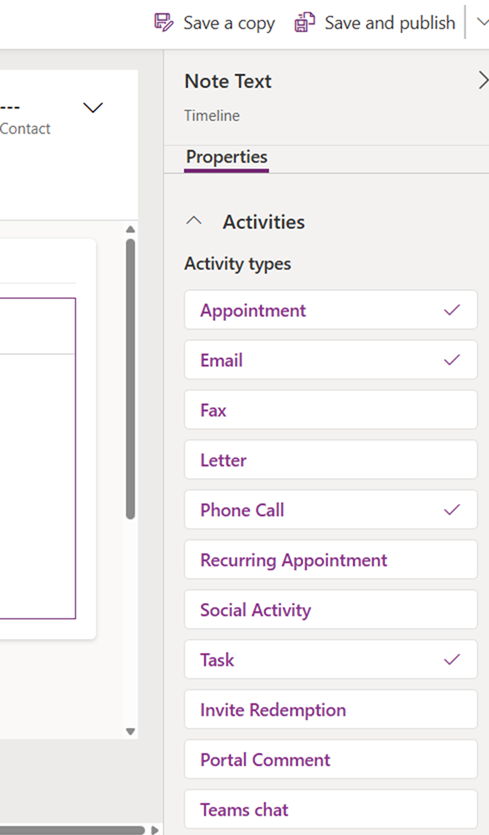 Save a copy Save and publish
Note Text
Timeline
---
Contact
Properties
Activities
Activity types
Appointment
Email
Fax
Letter
Phone Call
Recurring Appointment
Social Activity
Task
Invite Redemption
Portal Comment
Teams chat